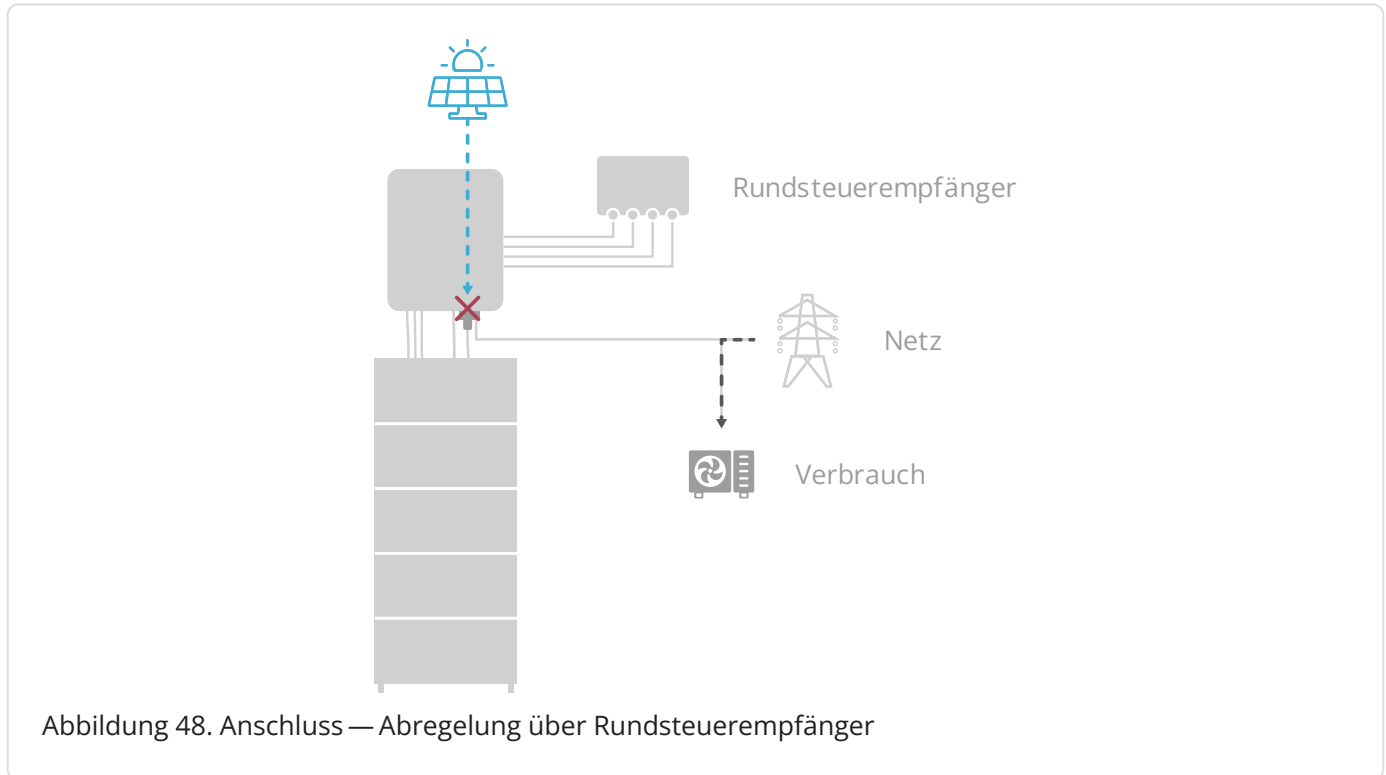 Rundsteuerempfänger
Netz
Verbrauch
Abbildung 48. Anschluss — Abregelung über Rundsteuerempfänger